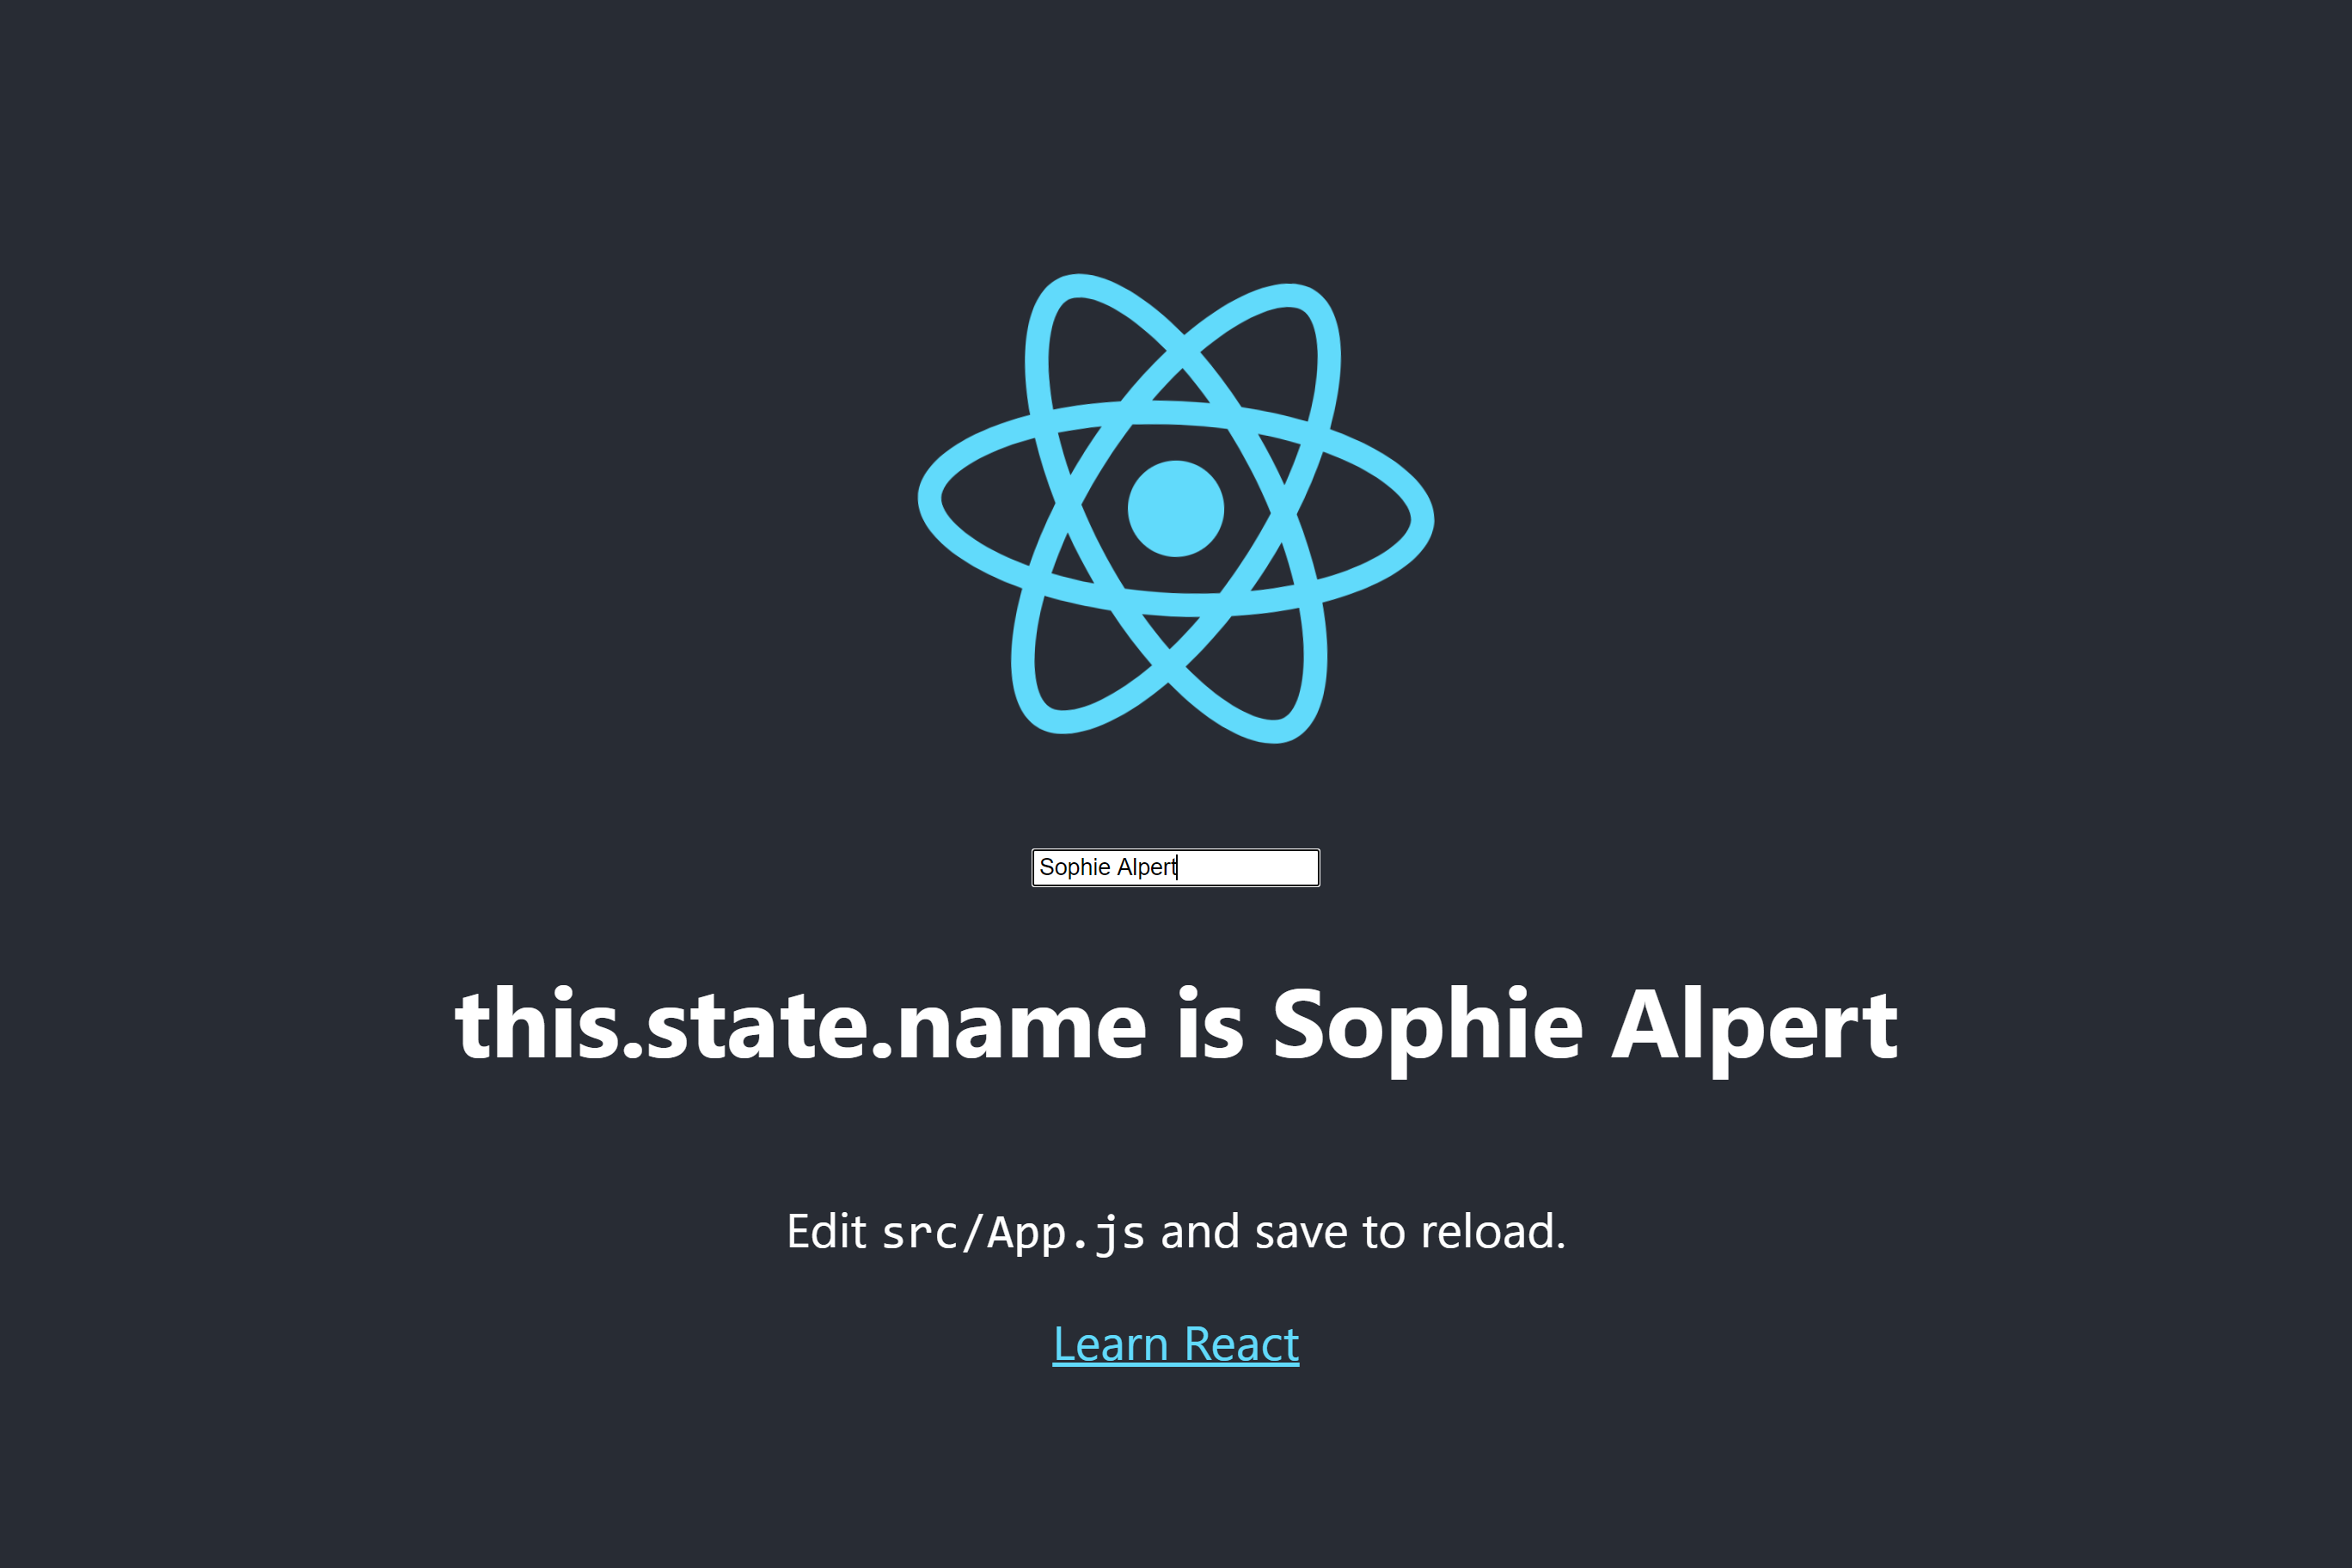 Sophie Alpert
this.state.name is Sophie Alpert
Edit src/App.js and save to reload.
Learn React